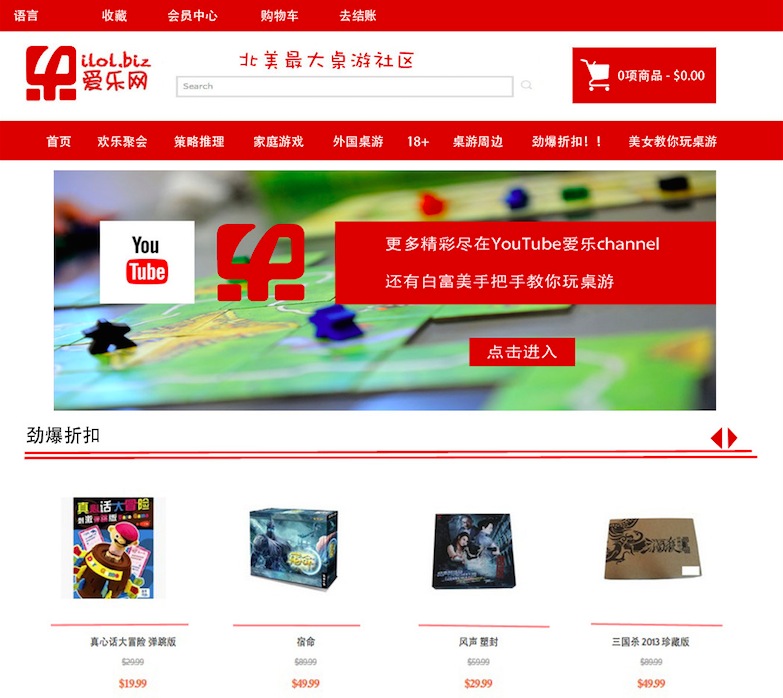 语言 收藏 会员中心 购物车 去结账
ilol.biz
爱乐网
北美最大桌游社区
Search
0项商品 - $0.00
首页 欢乐聚会 策略推理 家庭游戏 外国桌游 18+ 桌游周边 劲爆折扣！！ 美女教你玩桌游
You
Tube
更多精彩尽在YouTube爱乐channel
还有白富美手把手教你玩桌游
点击进入
劲爆折扣
真心话大冒险
宿命
真心话大冒险 弹跳版 宿命 风声 塑封 三国杀 2013 珍藏版
$29.99 $89.99 $59.99 $89.99
$19.99 $49.99 $29.99 $49.99